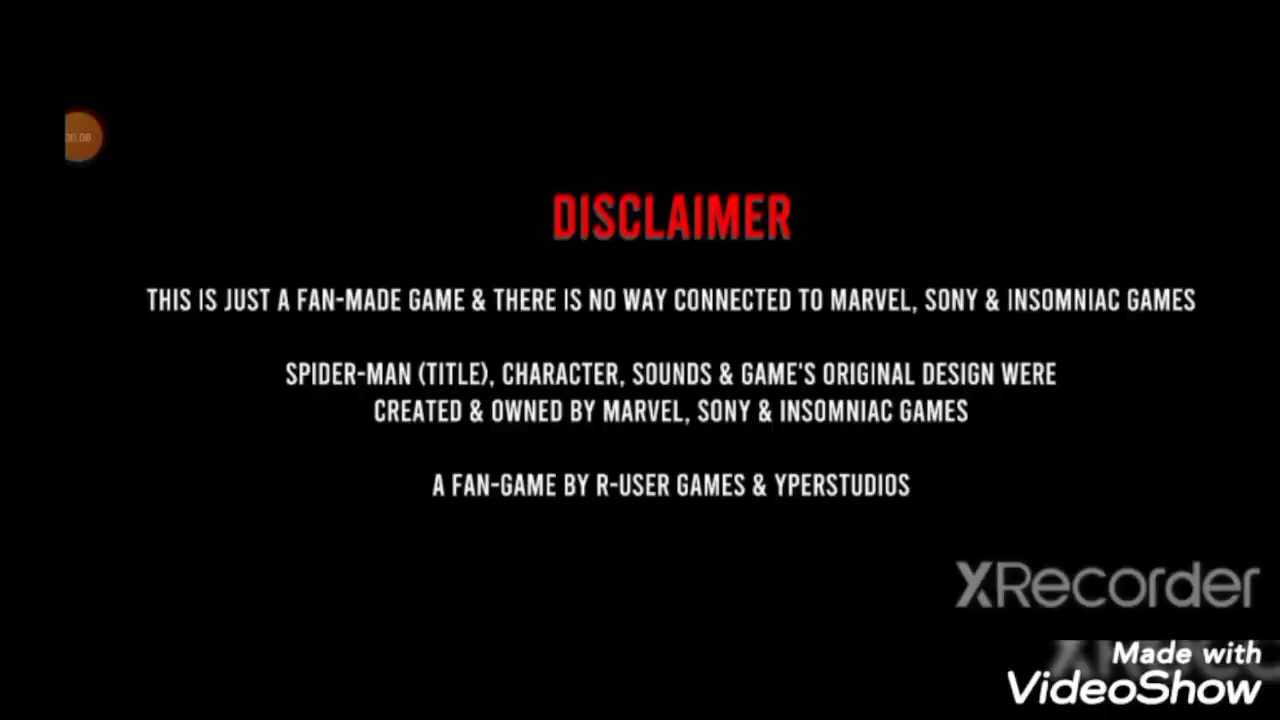 00:08
DISCLAIMER
THIS IS JUST A FAN-MADE GAME & THERE IS NO WAY CONNECTED TO MARVEL, SONY & INSOMNIAC GAMES
SPIDER-MAN (TITLE), CHARACTER, SOUNDS & GAME'S ORIGINAL DESIGN WERE
CREATED & OWNED BY MARVEL, SONY & INSOMNIAC GAMES
A FAN-GAME BY R-USER GAMES & YPERSTUDIOS
XRecorder
Made with
VideoShow